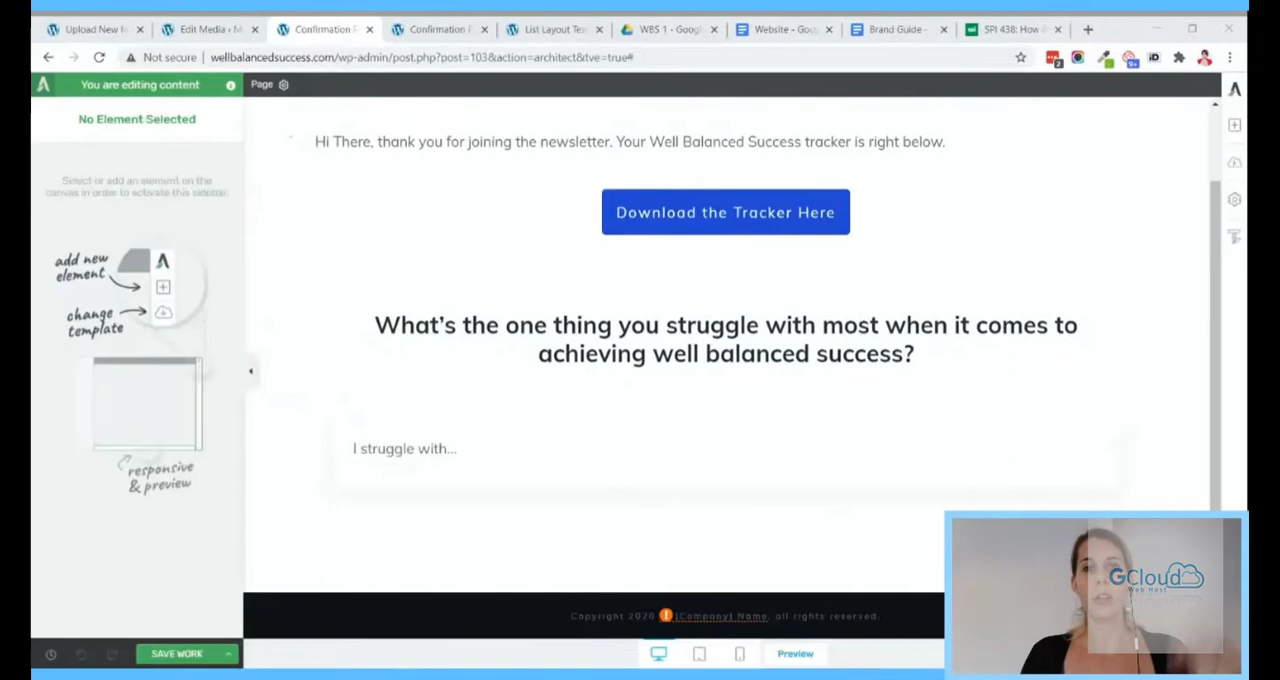 Upload New
Edit Media
Confirmation
Confirmation
List Layout
WBS 1 - Goog
Website - Goo
Brand Guide -
SPI 438: How
Not secure
wellbalancedsuccess.com/wp-admin/post.php?post=103&action=architect&tve=true#
You are editing content
Page
No Element Selected
Select or add an element on the
canvas in order to activate this sidebar.
add new
element
change
template
responsive
& preview
Hi There, thank you for joining the newsletter. Your Well Balanced Success tracker is right below.
Download the Tracker Here
What's the one thing you struggle with most when it comes to
achieving well balanced success?
I struggle with...
Copyright 2020 [Company] Name, all rights reserved.
SAVE WORK
Preview
GCloud
Web Host